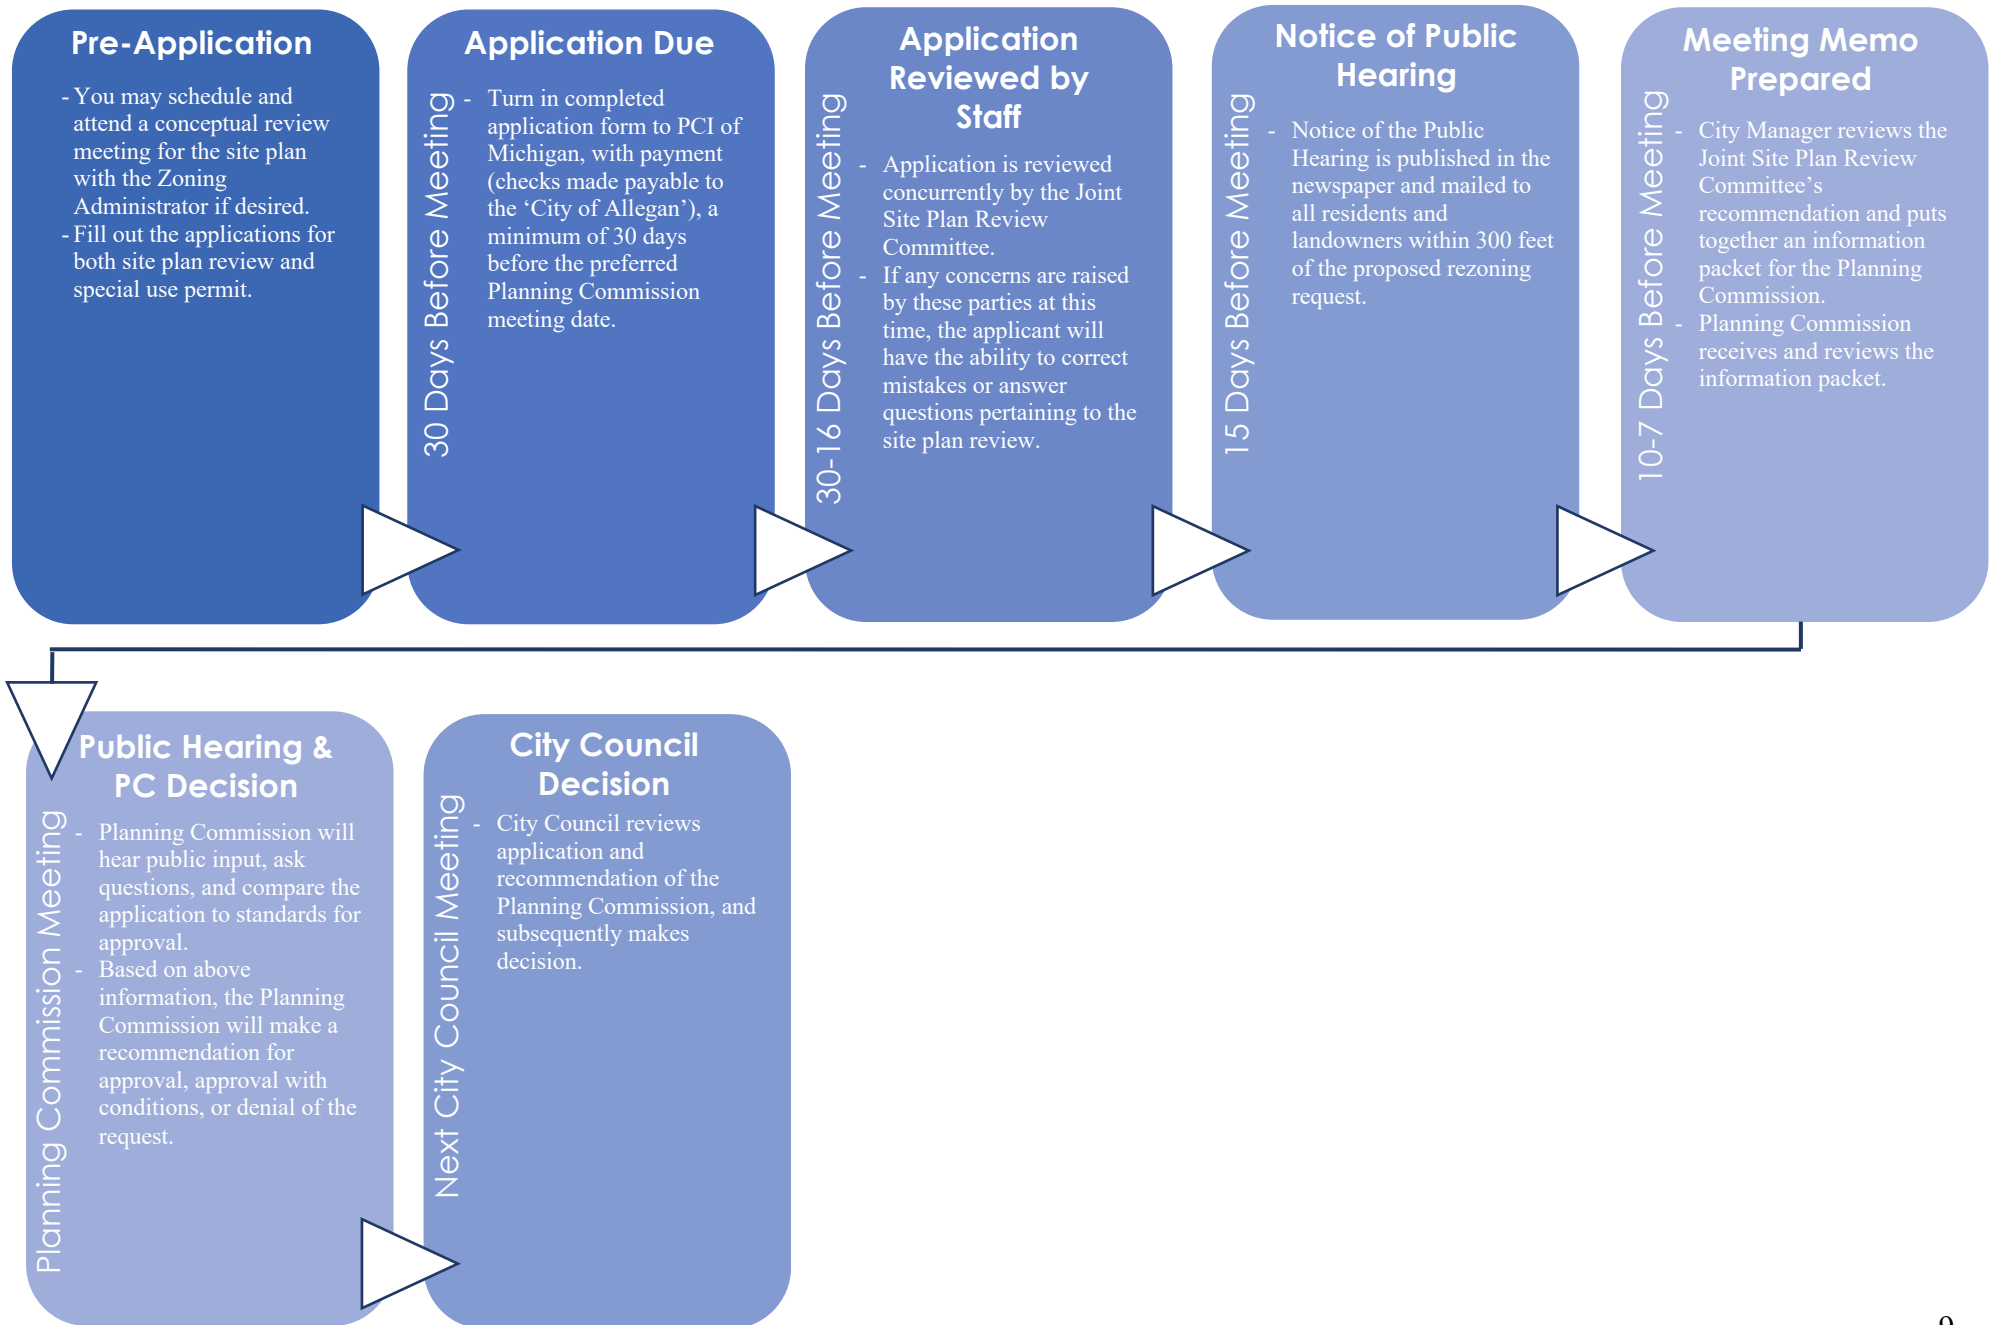 Pre-Application
- You may schedule and
attend a conceptual review
meeting for the site plan
with the Zoning
Administrator if desired.
- Fill out the applications for
both site plan review and
special use permit.
Application Due
30 Days Before Meeting
- Turn in completed
application form to PCI of
Michigan, with payment
(checks made payable to
the ‘City of Allegan’), a
minimum of 30 days
before the preferred
Planning Commission
meeting date.
Application
Reviewed by
Staff
30-16 Days Before Meeting
- Application is reviewed
concurrently by the Joint
Site Plan Review
Committee.
- If any concerns are raised
by these parties at this
time, the applicant will
have the ability to correct
mistakes or answer
questions pertaining to the
site plan review.
Notice of Public
Hearing
15 Days Before Meeting
- Notice of the Public
Hearing is published in the
newspaper and mailed to
all residents and
landowners within 300 feet
of the proposed rezoning
request.
Meeting Memo
Prepared
10-7 Days Before Meeting
- City Manager reviews the
Joint Site Plan Review
Committee’s
recommendation and puts
together an information
packet for the Planning
Commission.
- Planning Commission
receives and reviews the
information packet.
Public Hearing &
PC Decision
Planning Commission Meeting
- Planning Commission will
hear public input, ask
questions, and compare the
application to standards for
approval.
- Based on above
information, the Planning
Commission will make a
recommendation for
approval, approval with
conditions, or denial of the
request.
City Council
Decision
Next City Council Meeting
- City Council reviews
application and
recommendation of the
Planning Commission, and
subsequently makes
decision.